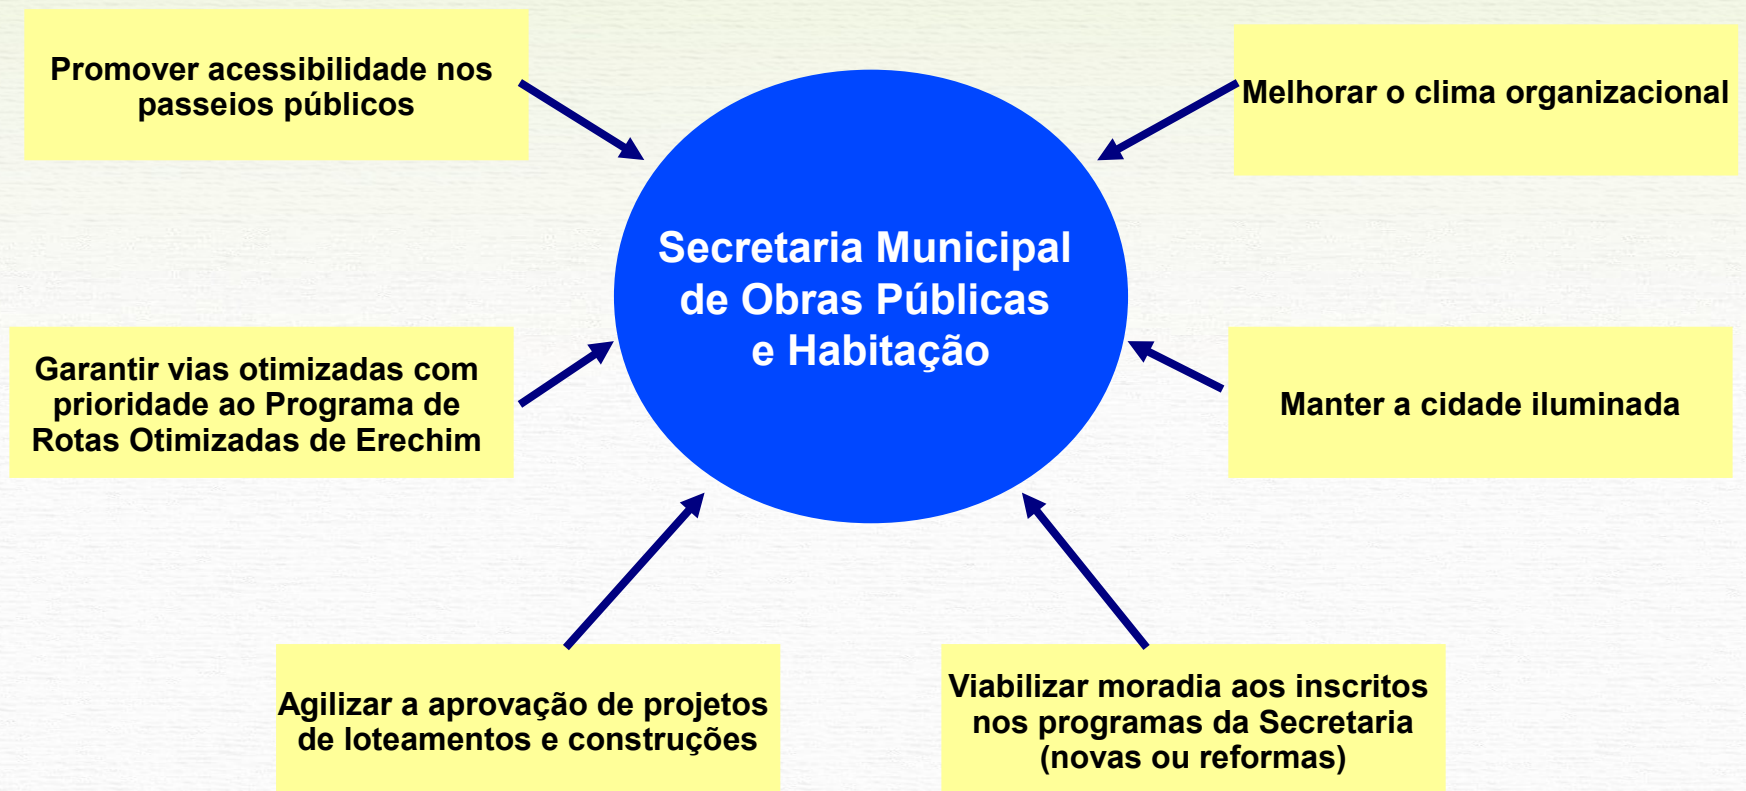 Promover acessibilidade nos
passeios públicos
Melhorar o clima organizacional
Secretaria Municipal
de Obras Públicas
e Habitação
Garantir vias otimizadas com
prioridade ao Programa de
Rotas Otimizadas de Erechim
Manter a cidade iluminada
Agilizar a aprovação de projetos
de loteamentos e construções
Viabilizar moradia aos inscritos
nos programas da Secretaria
(novas ou reformas)